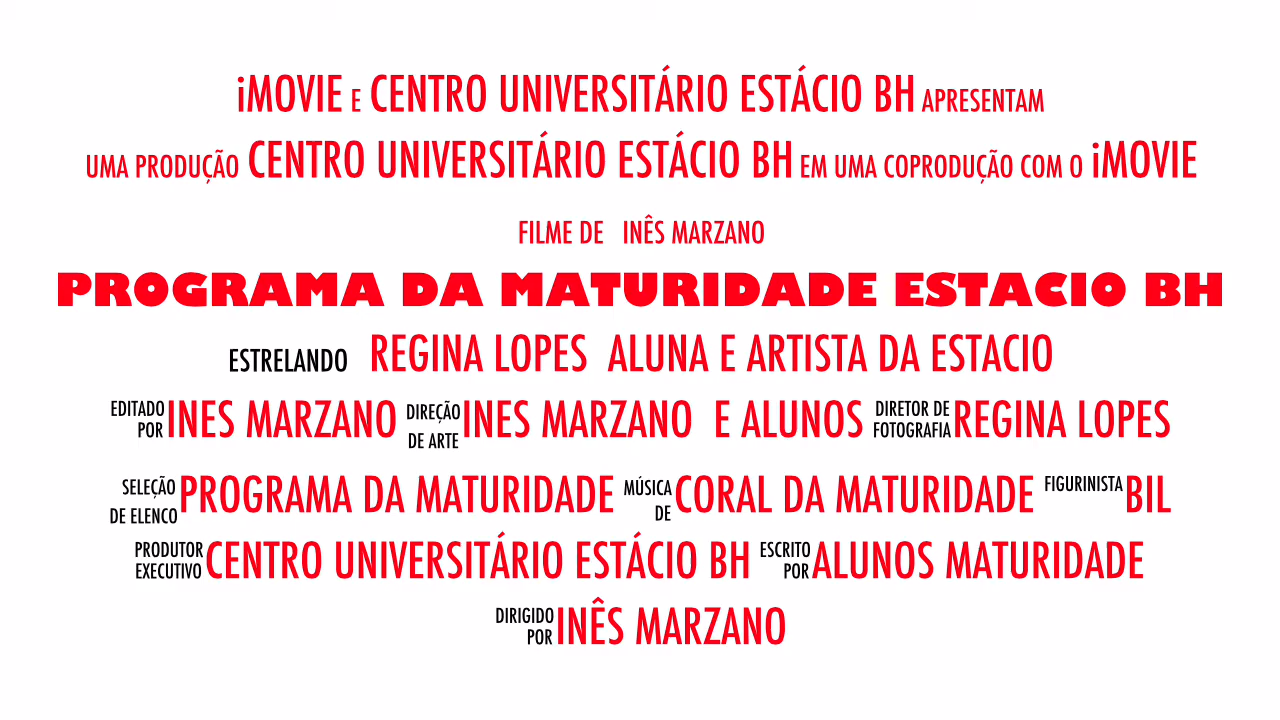 iMOVIE E CENTRO UNIVERSITÁRIO ESTÁCIO BH APRESENTAM
UMA PRODUÇÃO CENTRO UNIVERSITÁRIO ESTÁCIO BH EM UMA COPRODUÇÃO COM O iMOVIE
FILME DE INÊS MARZANO
PROGRAMA DA MATURIDADE ESTACIO BH
ESTRELANDO REGINA LOPES ALUNA E ARTISTA DA ESTACIO
EDITADO POR INES MARZANO DIREÇÃO DE ARTE INES MARZANO E ALUNOS DIRETOR DE FOTOGRAFIA REGINA LOPES
SELEÇÃO DE ELENCO PROGRAMA DA MATURIDADE MÚSICA DE CORAL DA MATURIDADE FIGURINISTA BIL
PRODUTOR EXECUTIVO CENTRO UNIVERSITÁRIO ESTÁCIO BH ESCRITO POR ALUNOS MATURIDADE
DIRIGIDO POR INÊS MARZANO